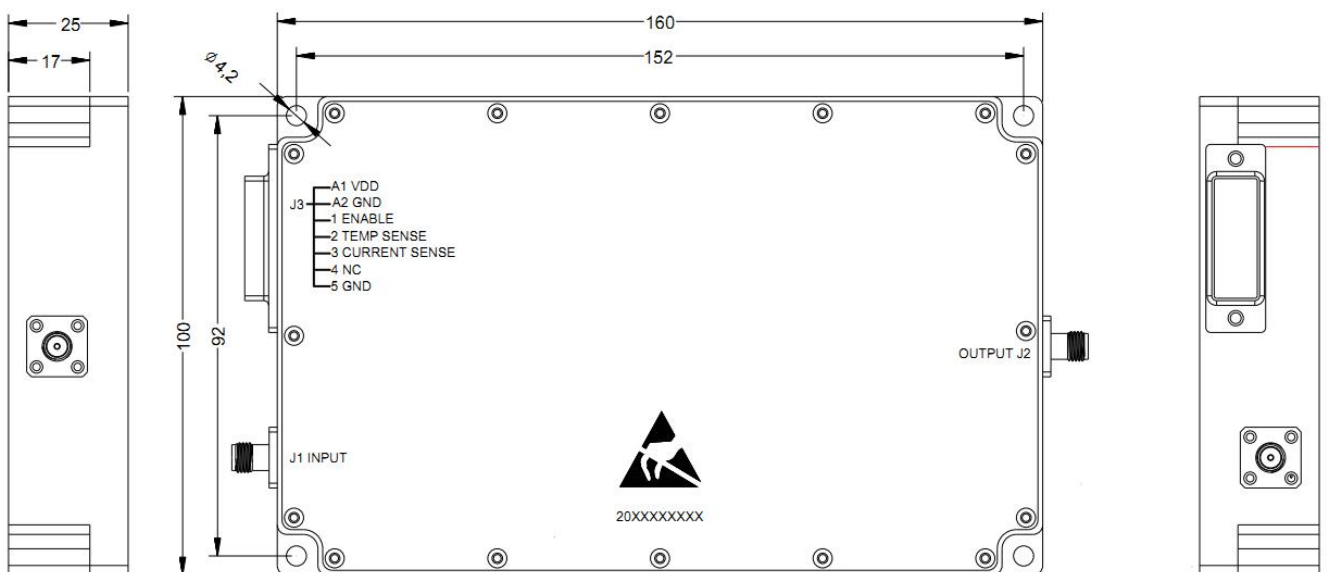 25
160
17
152
⌀4,2
A1 VDD
J3
A2 GND
1 ENABLE
2 TEMP SENSE
3 CURRENT SENSE
4 NC
5 GND
100
92
OUTPUT J2
J1 INPUT
20XXXXXXXX